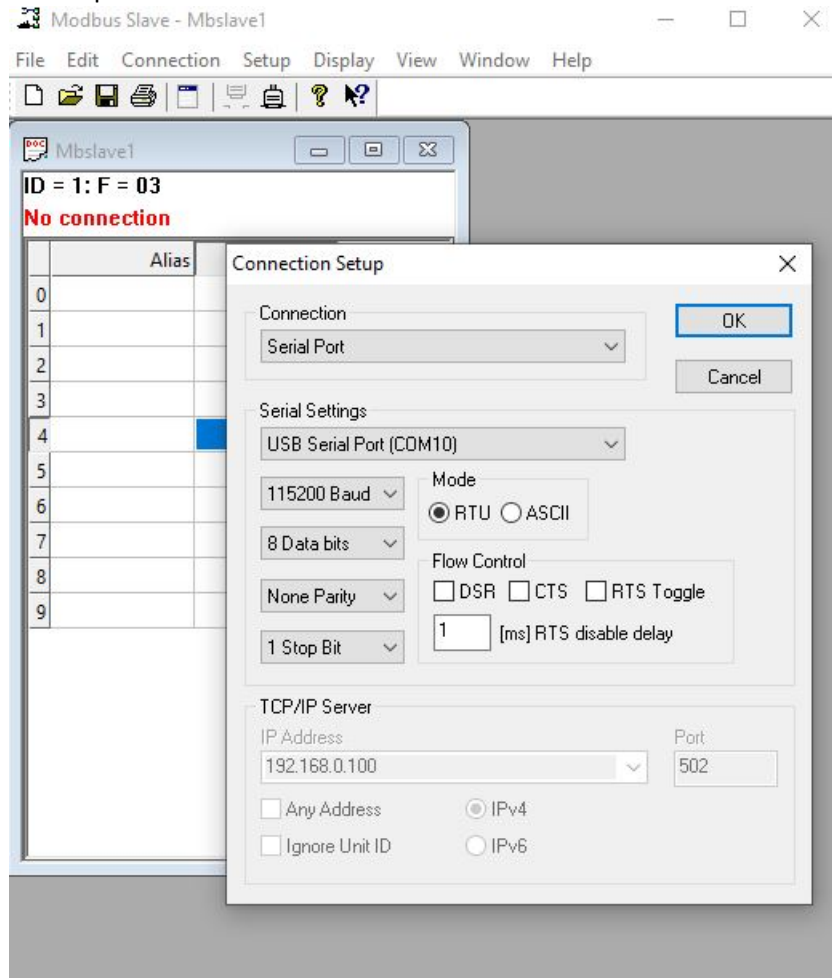 Modbus Slave - Mbslave1
File Edit Connection Setup Display View Window Help
Mbslave1
ID = 1: F = 03
No connection
Alias
0
1
2
3
4
5
6
7
8
9
Connection Setup
Connection
Serial Port
OK
Cancel
Serial Settings
USB Serial Port (COM10)
115200 Baud
Mode
RTU ASCII
8 Data bits
Flow Control
DSR CTS RTS Toggle
None Parity
1 [ms] RTS disable delay
1 Stop Bit
TCP/IP Server
IP Address Port
192.168.0.100 502
Any Address IPv4
Ignore Unit ID IPv6